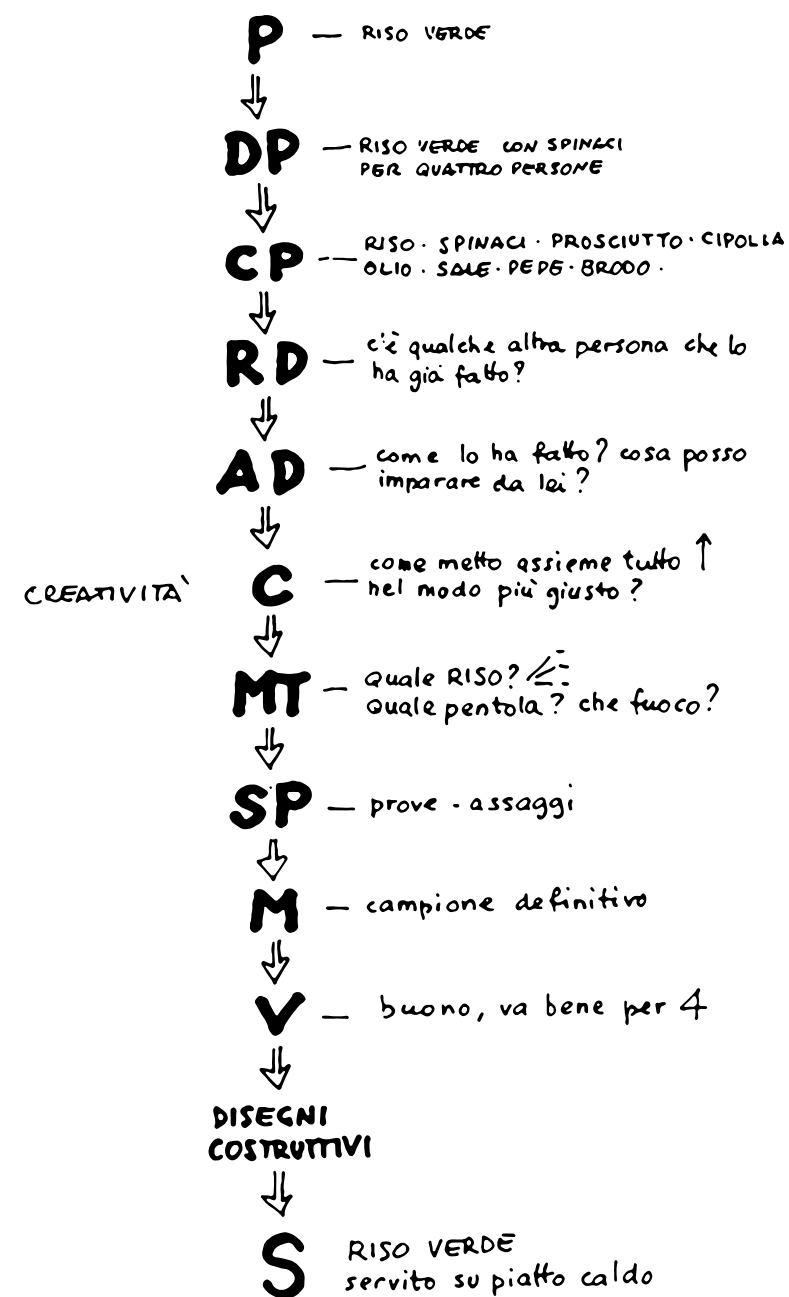 P — RISO VERDE
DP — RISO VERDE CON SPINACI
PER QUATTRO PERSONE
CP — RISO · SPINACI · PROSCIUTTO · CIPOLLA
OLIO · SALE · PEPE · BRODO ·
RD — c'è qualche altra persona che lo
ha già fatto?
AD — come lo ha fatto? cosa posso
imparare da lei?
CREATIVITÀ C — come metto assieme tutto ↑
nel modo più giusto?
MT — quale RISO?
quale pentola? che fuoco?
SP — prove - assaggi
M — campione definitivo
V — buono, va bene per 4
DISEGNI
COSTRUTTIVI
S RISO VERDE
servito su piatto caldo